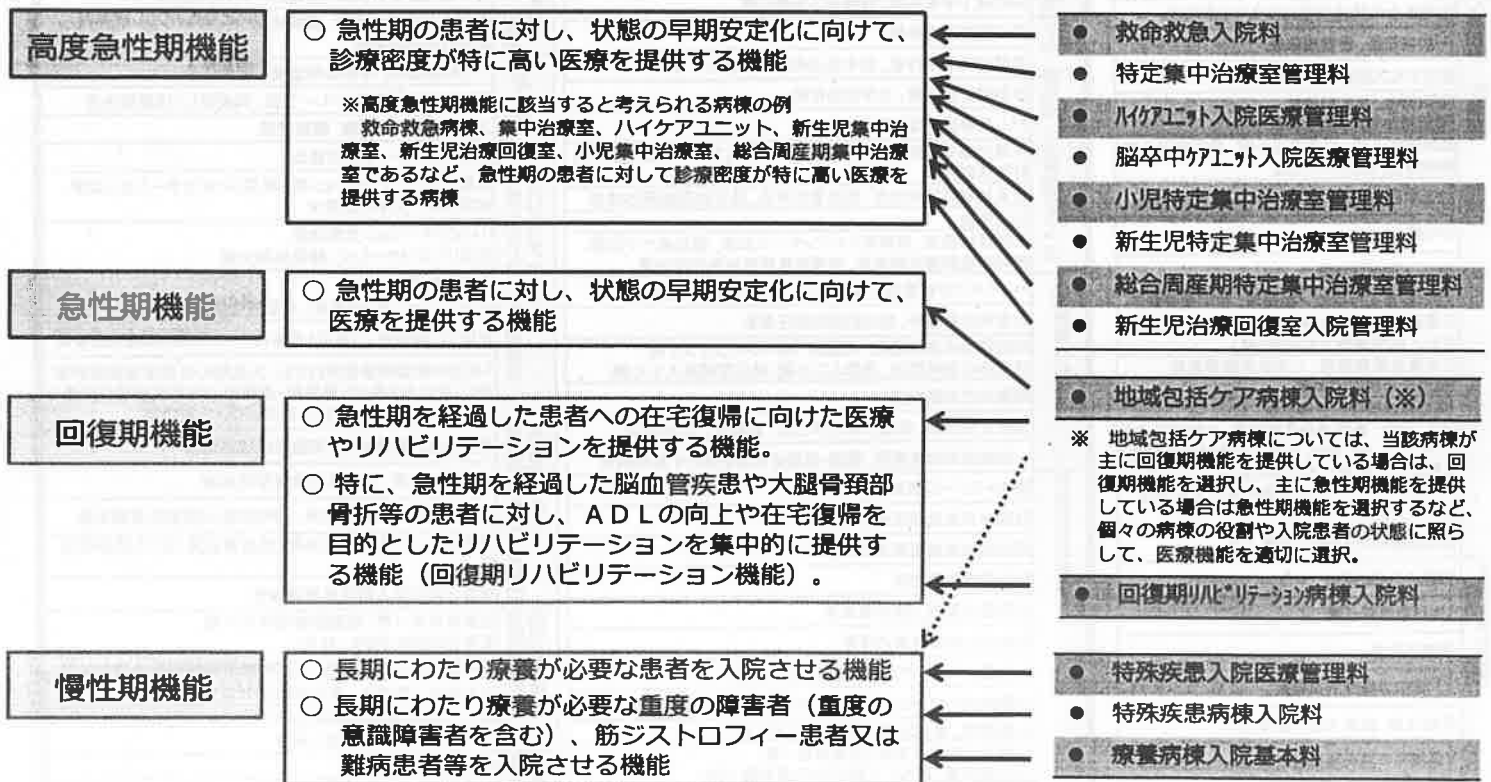 高度急性期機能
○ 急性期の患者に対し、状態の早期安定化に向けて、
診療密度が特に高い医療を提供する機能
※高度急性期機能に該当すると考えられる病棟の例
救命救急病棟、集中治療室、ハイケアユニット、新生児集中治
療室、新生児治療回復室、小児集中治療室、総合周産期集中治療
室であるなど、急性期の患者に対して診療密度が特に高い医療を
提供する病棟
● 救命救急入院料
● 特定集中治療室管理料
● ﾊｲｹｱﾕﾆｯﾄ入院医療管理料
● 脳卒中ｹｱﾕﾆｯﾄ入院医療管理料
● 小児特定集中治療室管理料
● 新生児特定集中治療室管理料
● 総合周産期特定集中治療室管理料
● 新生児治療回復室入院管理料
急性期機能
○ 急性期の患者に対し、状態の早期安定化に向けて、
医療を提供する機能
● 地域包括ケア病棟入院料（※）
※ 地域包括ケア病棟については、当該病棟が
主に回復期機能を提供している場合は、回
復期機能を選択し、主に急性期機能を提供
している場合は急性期機能を選択するなど、
個々の病棟の役割や入院患者の状態に照ら
して、医療機能を適切に選択。
回復期機能
○ 急性期を経過した患者への在宅復帰に向けた医療
やリハビリテーションを提供する機能。
○ 特に、急性期を経過した脳血管疾患や大腿骨頚部
骨折等の患者に対し、ＡＤＬの向上や在宅復帰を
目的としたリハビリテーションを集中的に提供す
る機能（回復期リハビリテーション機能）。
● 回復期ﾘﾊﾋﾞﾘﾃｰｼｮﾝ病棟入院料
慢性期機能
○ 長期にわたり療養が必要な患者を入院させる機能
○ 長期にわたり療養が必要な重度の障害者（重度の
意識障害者を含む）、筋ジストロフィー患者又は
難病患者等を入院させる機能
● 特殊疾患入院医療管理料
● 特殊疾患病棟入院料
● 療養病棟入院基本料